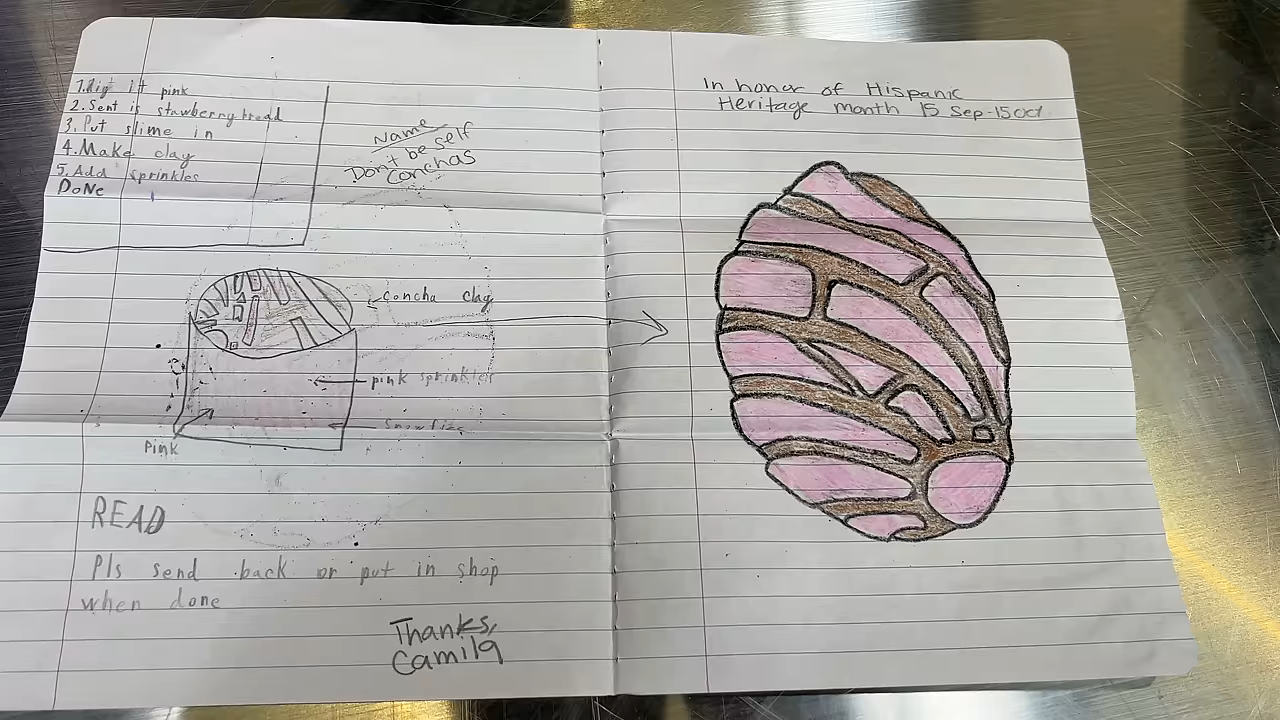 1. Diy it pink
2. Sent is stawberry bread
3. Put slime in
4. Make clay
5. Add sprinkles
DONE
Name
Don't be self
conchas
concha clay
pink sprinkles
Pink
READ
Pls send back or put in shop
when done
Thanks,
Camila
In honor of Hispanic
Heritage month 15 Sep-15 Oct